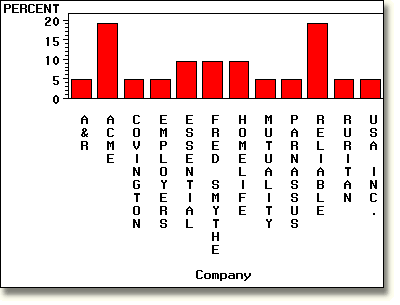 PERCENT
20
15
10
5
0
A&R
ACME
COVINGTON
EMPLOYERS
ESSENTIAL
FRED SMYTHE
HOMELIFE
MUTUALITY
PARNASSUS
RELIABLE
RURITAN
USA INC.
Company